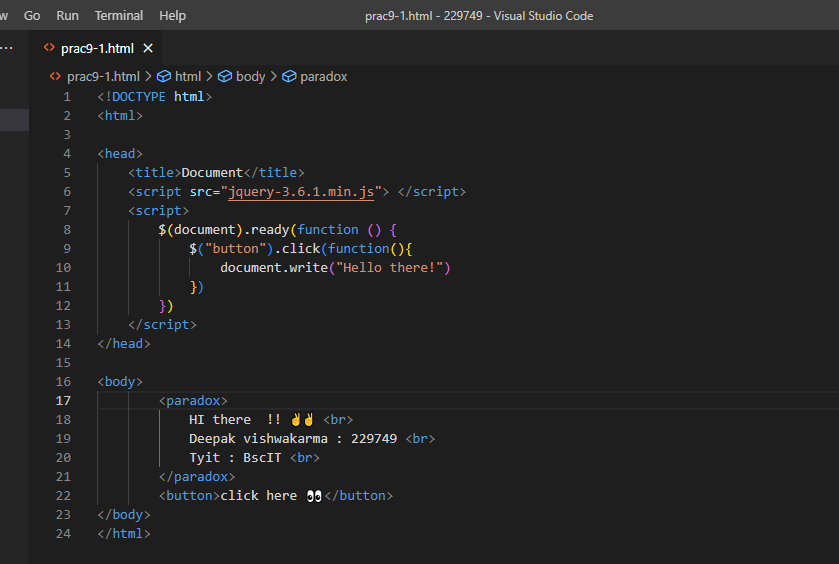 w Go Run Terminal Help prac9-1.html - 229749 - Visual Studio Code
··· <> prac9-1.html ×
<> prac9-1.html > html > body > paradox
1 <!DOCTYPE html>
2 <html>
3
4 <head>
5     <title>Document</title>
6     <script src="jquery-3.6.1.min.js"> </script>
7     <script>
8         $(document).ready(function () {
9             $("button").click(function(){
10                 document.write("Hello there!")
11             })
12         })
13     </script>
14 </head>
15
16 <body>
17         <paradox>
18             HI there  !! ✌✌ <br>
19             Deepak vishwakarma : 229749 <br>
20             Tyit : BscIT <br>
21         </paradox>
22         <button>click here 👀</button>
23 </body>
24 </html>